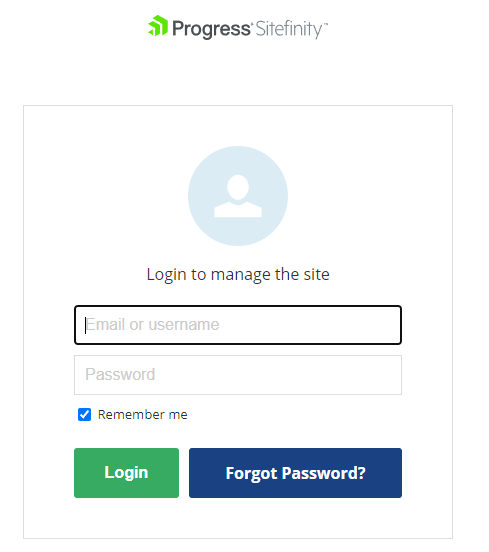 Progress® Sitefinity™
Login to manage the site
Email or username
Password
Remember me
Login
Forgot Password?